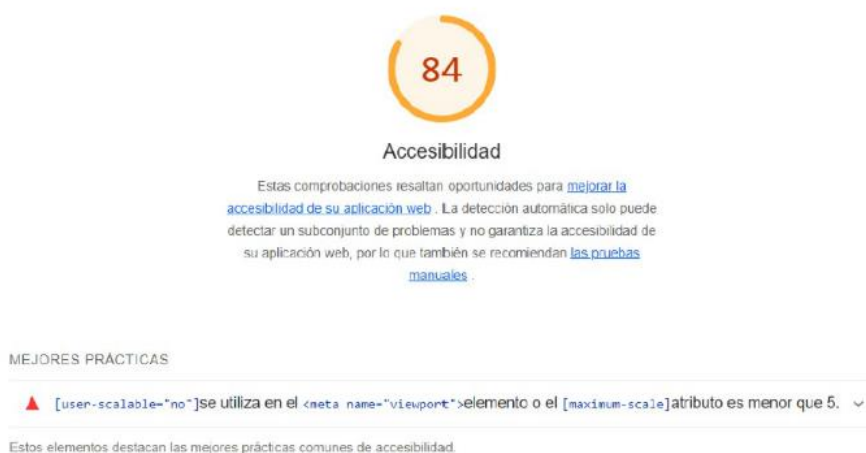 84
Accesibilidad
Estas comprobaciones resaltan oportunidades para mejorar la
accesibilidad de su aplicación web . La detección automática solo puede
detectar un subconjunto de problemas y no garantiza la accesibilidad de
su aplicación web, por lo que también se recomiendan las pruebas
manuales .
MEJORES PRÁCTICAS
[user-scalable="no"]se utiliza en el <meta name="viewport">elemento o el [maximum-scale]atributo es menor que 5.
Estos elementos destacan las mejores prácticas comunes de accesibilidad.